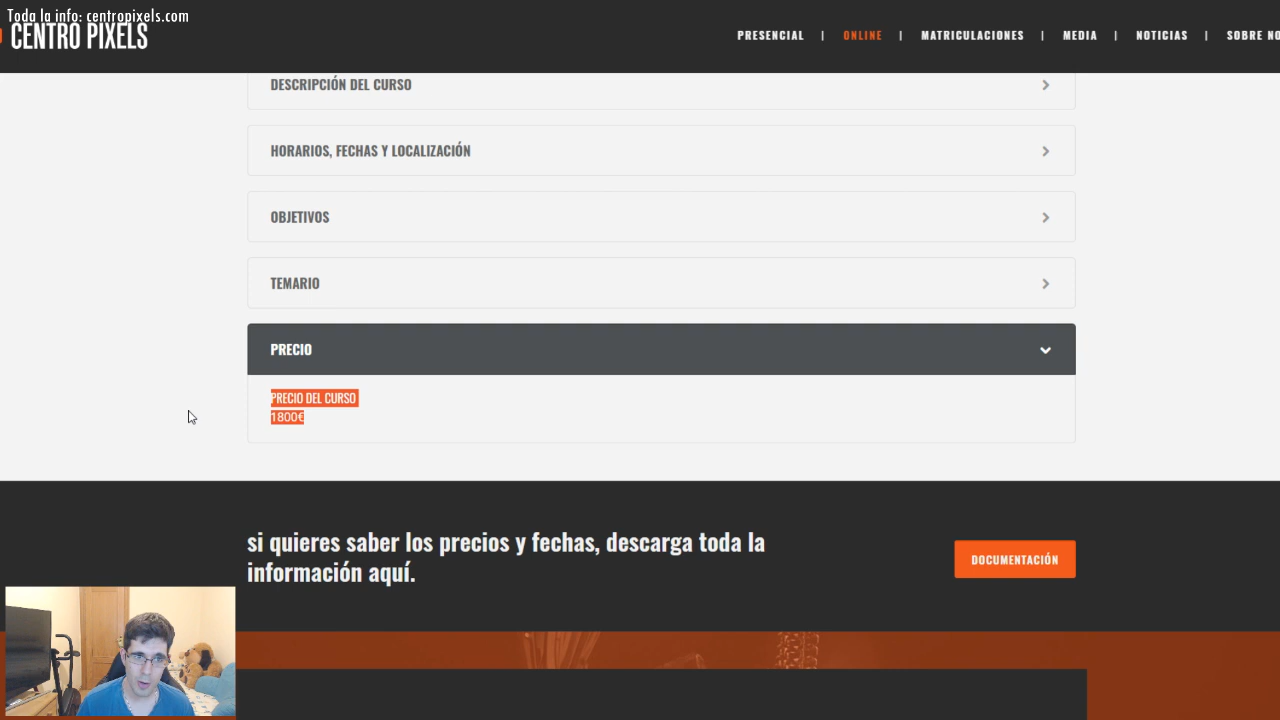 Toda la info: centropixels.com
CENTRO PIXELS
PRESENCIAL | ONLINE | MATRICULACIONES | MEDIA | NOTICIAS | SOBRE NO
DESCRIPCIÓN DEL CURSO
HORARIOS, FECHAS Y LOCALIZACIÓN
OBJETIVOS
TEMARIO
PRECIO
PRECIO DEL CURSO
1800€
si quieres saber los precios y fechas, descarga toda la
información aquí.
DOCUMENTACIÓN